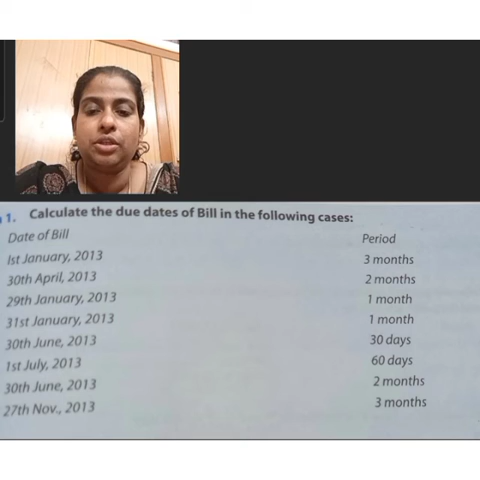 1. Calculate the due dates of Bill in the following cases:
Date of Bill Period
Ist January, 2013 3 months
30th April, 2013 2 months
29th January, 2013 1 month
31st January, 2013 1 month
30th June, 2013 30 days
1st July, 2013 60 days
30th June, 2013 2 months
27th Nov., 2013 3 months